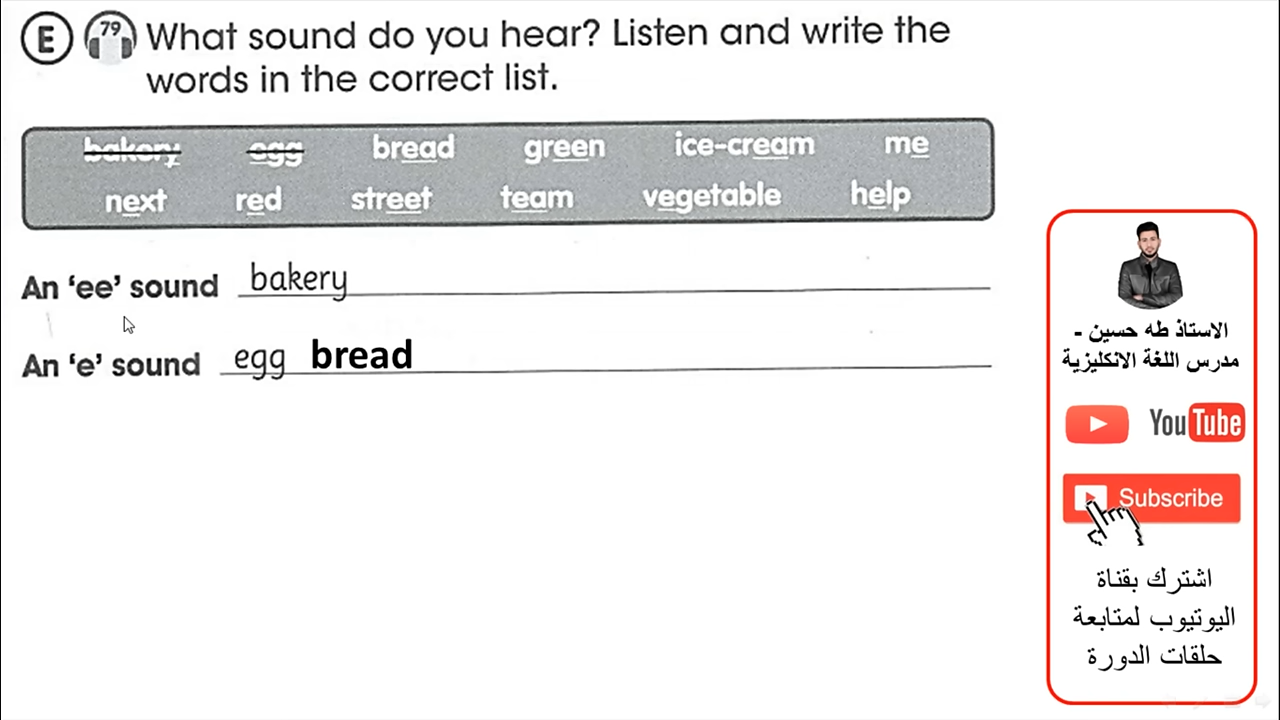 E 79 What sound do you hear? Listen and write the
words in the correct list.
bakery egg bread green ice-cream me
next red street team vegetable help
An ‘ee’ sound bakery
An ‘e’ sound egg bread
الاستاذ طه حسين -
مدرس اللغة الانكليزية
YouTube
Subscribe
اشترك بقناة
اليوتيوب لمتابعة
حلقات الدورة